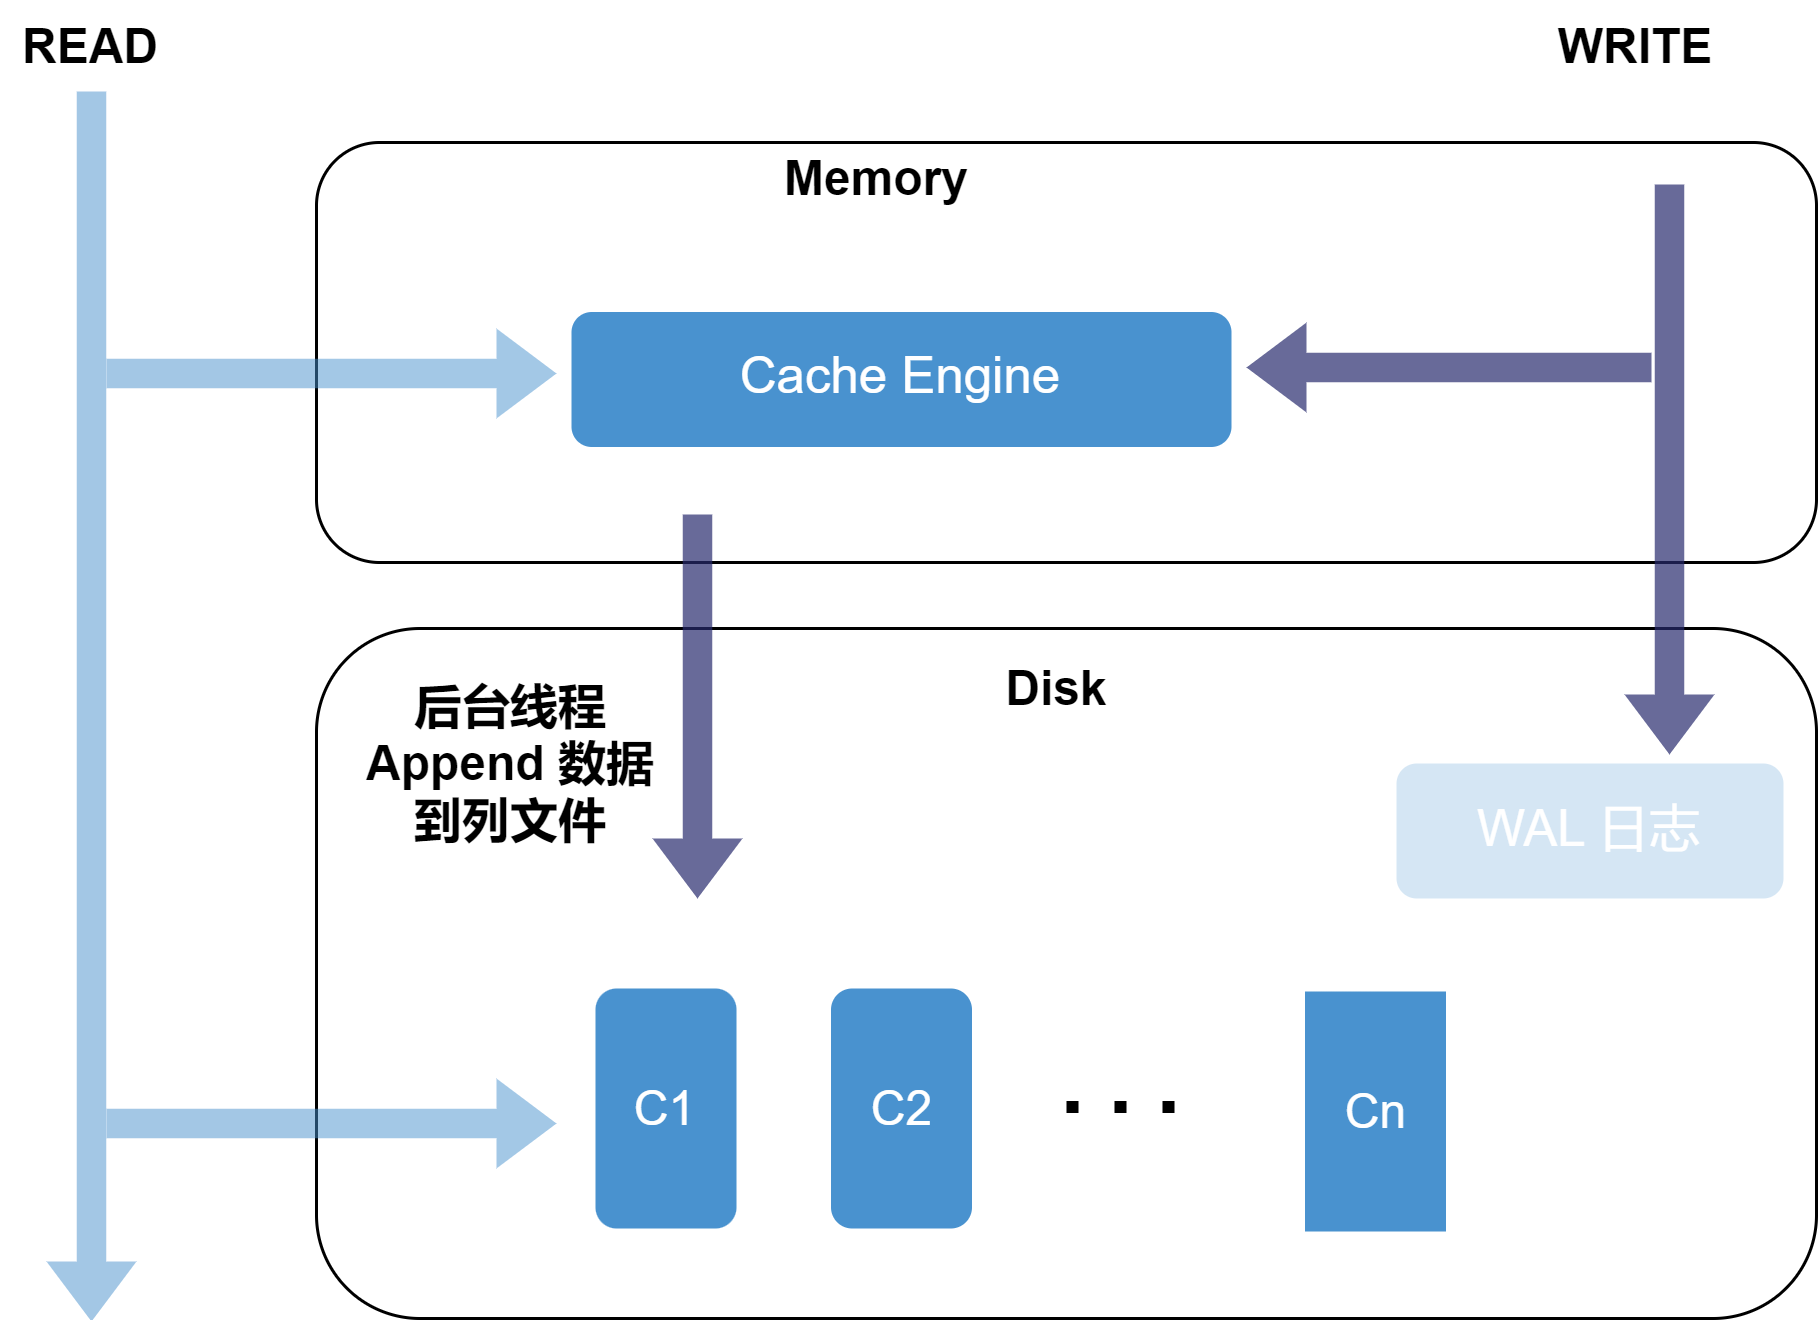 READ
WRITE
Memory
Cache Engine
Disk
后台线程
Append 数据
到列文件
WAL 日志
C1
C2
. . .
Cn